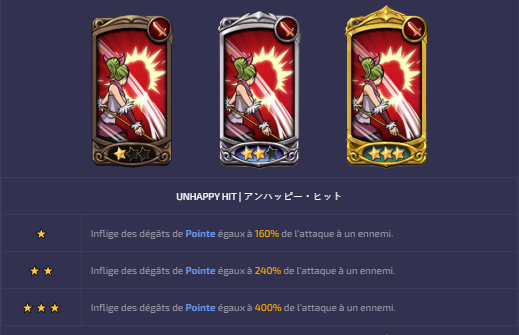 UNHAPPY HIT | アンハッピー・ヒット
Inflige des dégâts de Pointe égaux à 160% de l'attaque à un ennemi.
Inflige des dégâts de Pointe égaux à 240% de l'attaque à un ennemi.
Inflige des dégâts de Pointe égaux à 400% de l'attaque à un ennemi.